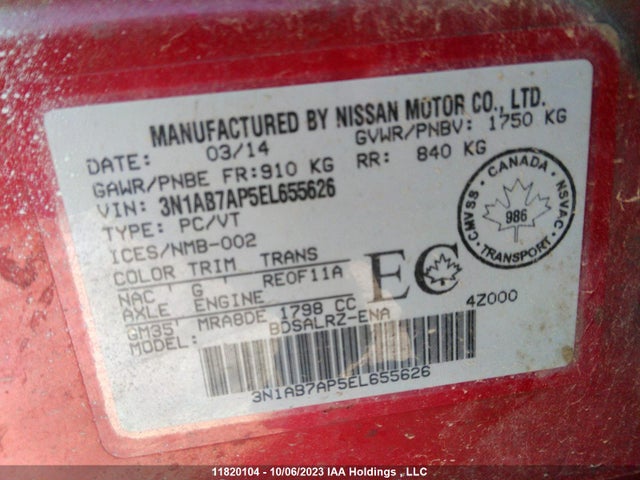 MANUFACTURED BY NISSAN MOTOR CO., LTD.
DATE: 03/14 GVWR/PNBV: 1750 KG
GAWR/PNBE FR:910 KG RR: 840 KG
VIN: 3N1AB7AP5EL655626
TYPE: PC/VT
ICES/NMB-002
COLOR TRIM TRANS
NAC G RE0F11A
AXLE ENGINE
GM35 MRA8DE 1798 CC 4Z000
MODEL: BDSALRZ-ENA
EC
CANADA
CMVSS
986
NSVAC
TRANSPORT
3N1AB7AP5EL655626
11820104 - 10/06/2023 IAA Holdings , LLC